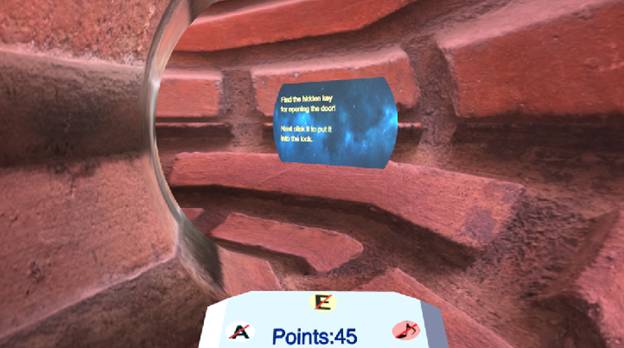 Find the hidden key
for opening the door!
Next click it to put it
into the lock.
E
A
Points:45